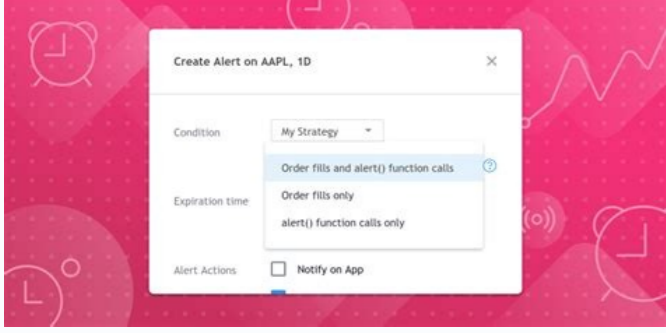 Create Alert on AAPL, 1D
Condition
My Strategy
Order fills and alert() function calls
Order fills only
Expiration time
alert() function calls only
Alert Actions
Notify on App